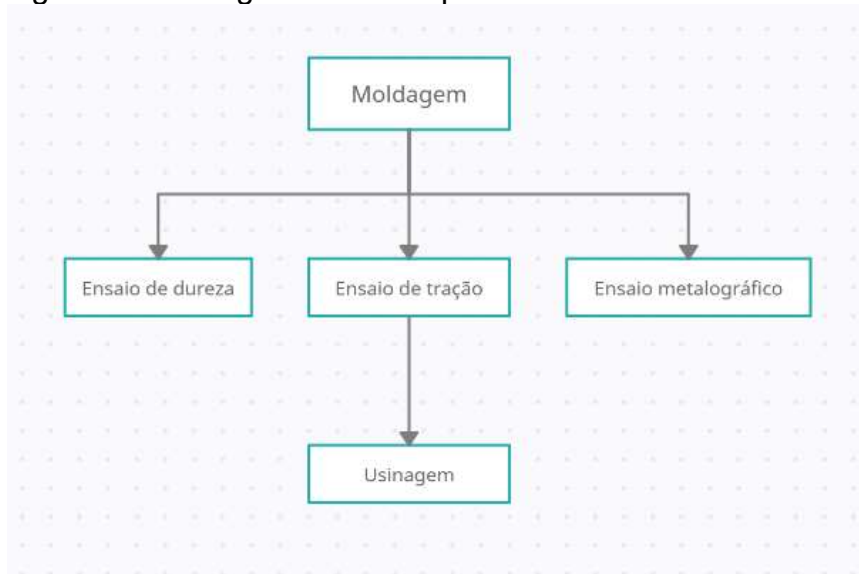 Moldagem
Ensaio de dureza
Ensaio de tração
Ensaio metalográfico
Usinagem